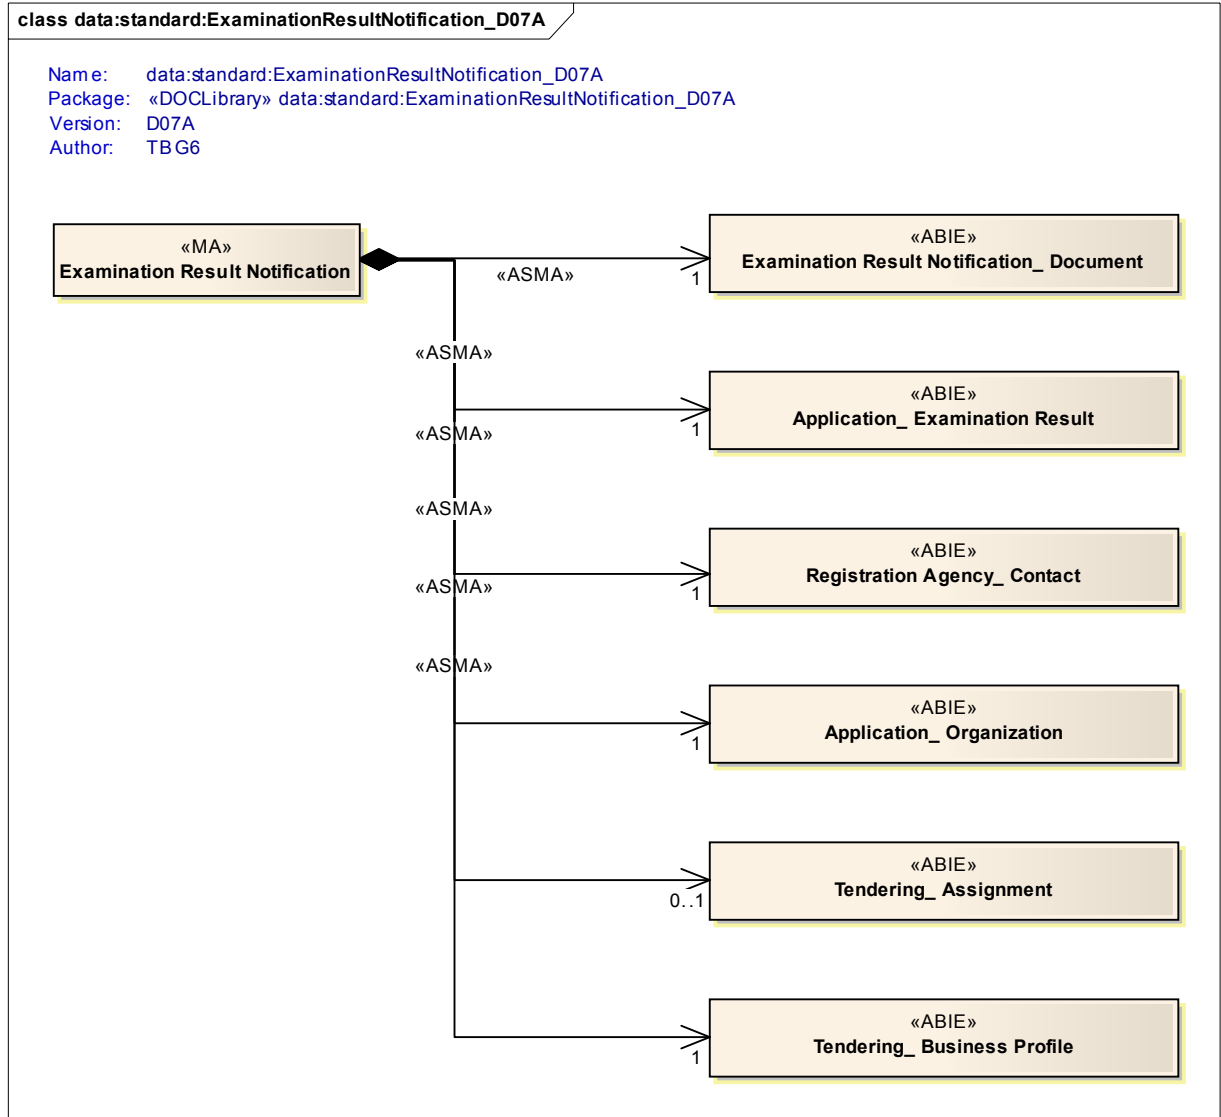 class data:standard:ExaminationResultNotification_D07A
Name: data:standard:ExaminationResultNotification_D07A
Package: «DOCLibrary» data:standard:ExaminationResultNotification_D07A
Version: D07A
Author: TBG6
«MA»
Examination Result Notification
«ABIE»
Examination Result Notification_ Document
«ASMA»
1
«ASMA»
«ABIE»
Application_ Examination Result
1
«ASMA»
«ASMA»
«ABIE»
Registration Agency_ Contact
1
«ASMA»
«ASMA»
«ABIE»
Application_ Organization
1
«ABIE»
Tendering_ Assignment
0..1
«ABIE»
Tendering_ Business Profile
1